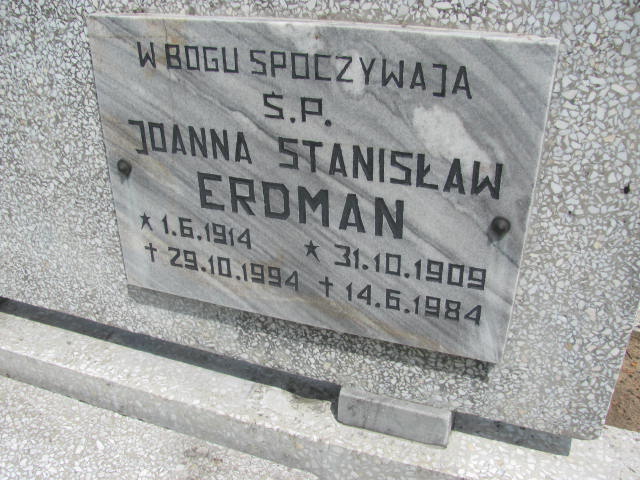 W BOGU SPOCZYWAJĄ
Ś.P.
JOANNA STANISŁAW
ERDMAN
* 1.6.1914 * 31.10.1909
† 29.10.1994 † 14.6.1984